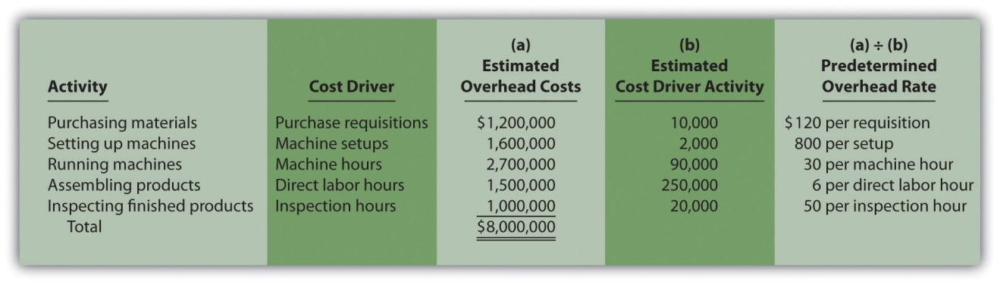 (a) (b) (a) ÷ (b)
Estimated Estimated Predetermined
Activity Cost Driver Overhead Costs Cost Driver Activity Overhead Rate
Purchasing materials Purchase requisitions $1,200,000 10,000 $120 per requisition
Setting up machines Machine setups 1,600,000 2,000 800 per setup
Running machines Machine hours 2,700,000 90,000 30 per machine hour
Assembling products Direct labor hours 1,500,000 250,000 6 per direct labor hour
Inspecting finished products Inspection hours 1,000,000 20,000 50 per inspection hour
Total $8,000,000